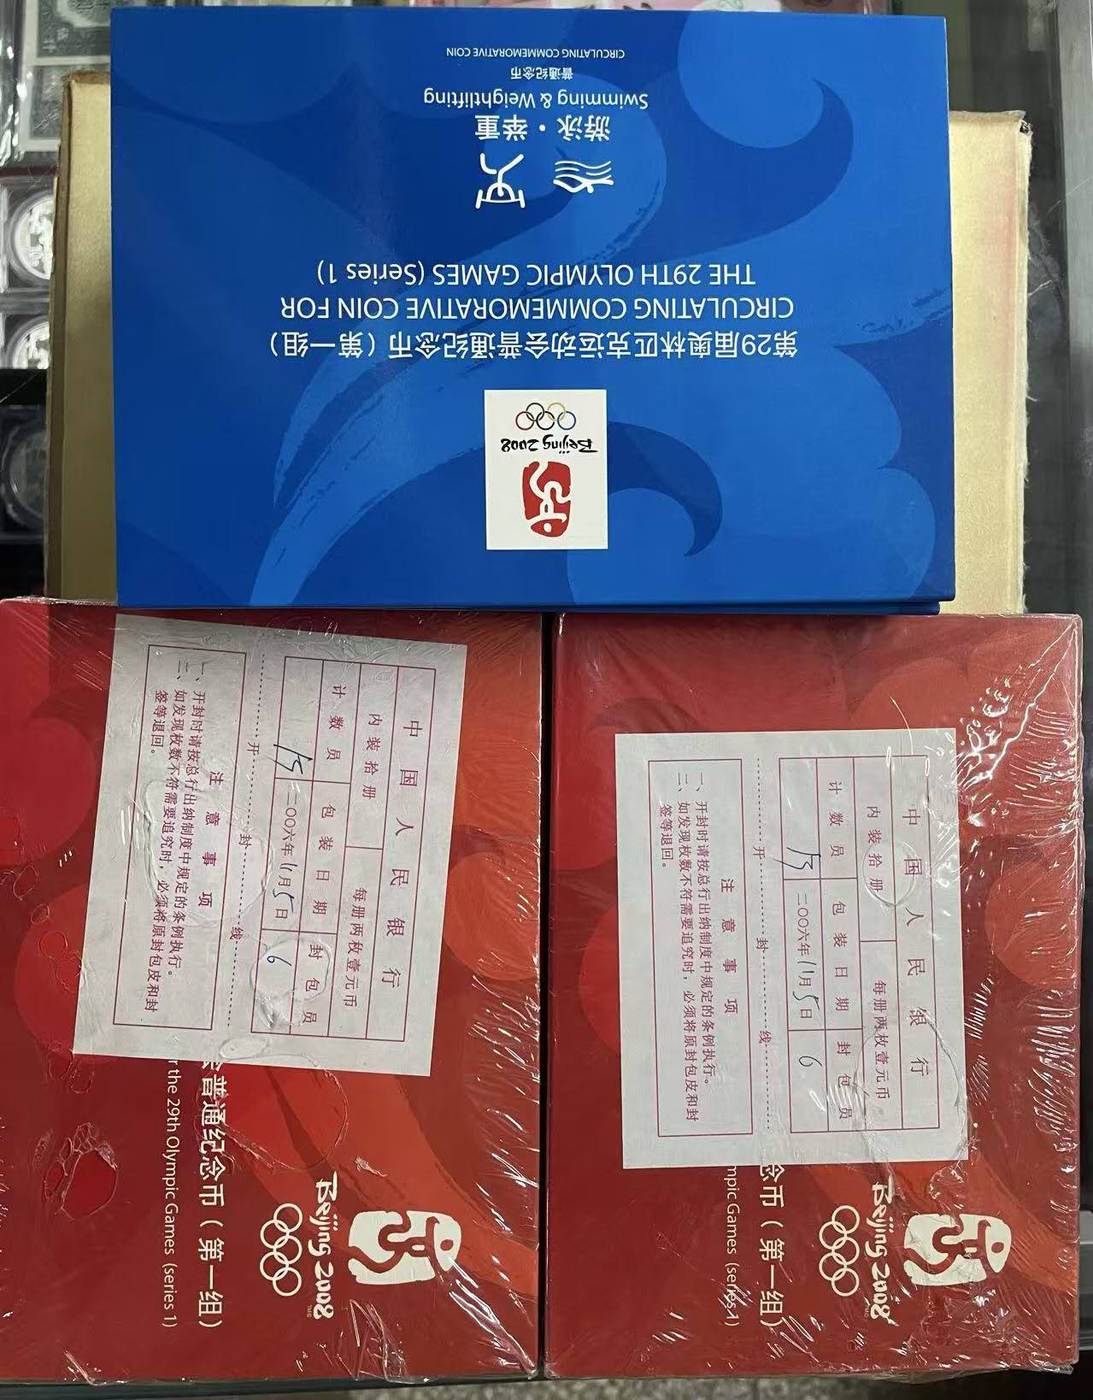 Beijing 2008
第29届奥林匹克运动会普通纪念币（第一组）
CIRCULATING COMMEMORATIVE COIN FOR
THE 29TH OLYMPIC GAMES (Series 1)
游泳·举重
Swimming & Weightlifting
普通纪念币
CIRCULATING COMMEMORATIVE COIN
中国人民银行
内装拾册
每册两枚壹元币
计数员
包装日期
封包员
二〇〇六年11月5日
6
开封线
注意事项
一、开封时请按总行出纳制度中规定的条例执行。
二、如发现枚数不符需要追究时，必须将原封包皮和封
签等退回。
会普通纪念币（第一组）
r the 29th Olympic Games (series 1)
Beijing 2008
中国人民银行
内装拾册
每册两枚壹元币
计数员
包装日期
封包员
二〇〇六年11月5日
6
开封线
注意事项
一、开封时请按总行出纳制度中规定的条例执行。
二、如发现枚数不符需要追究时，必须将原封包皮和封
签等退回。
念币（第一组）
mpic Games (series 1)
Beijing 2008